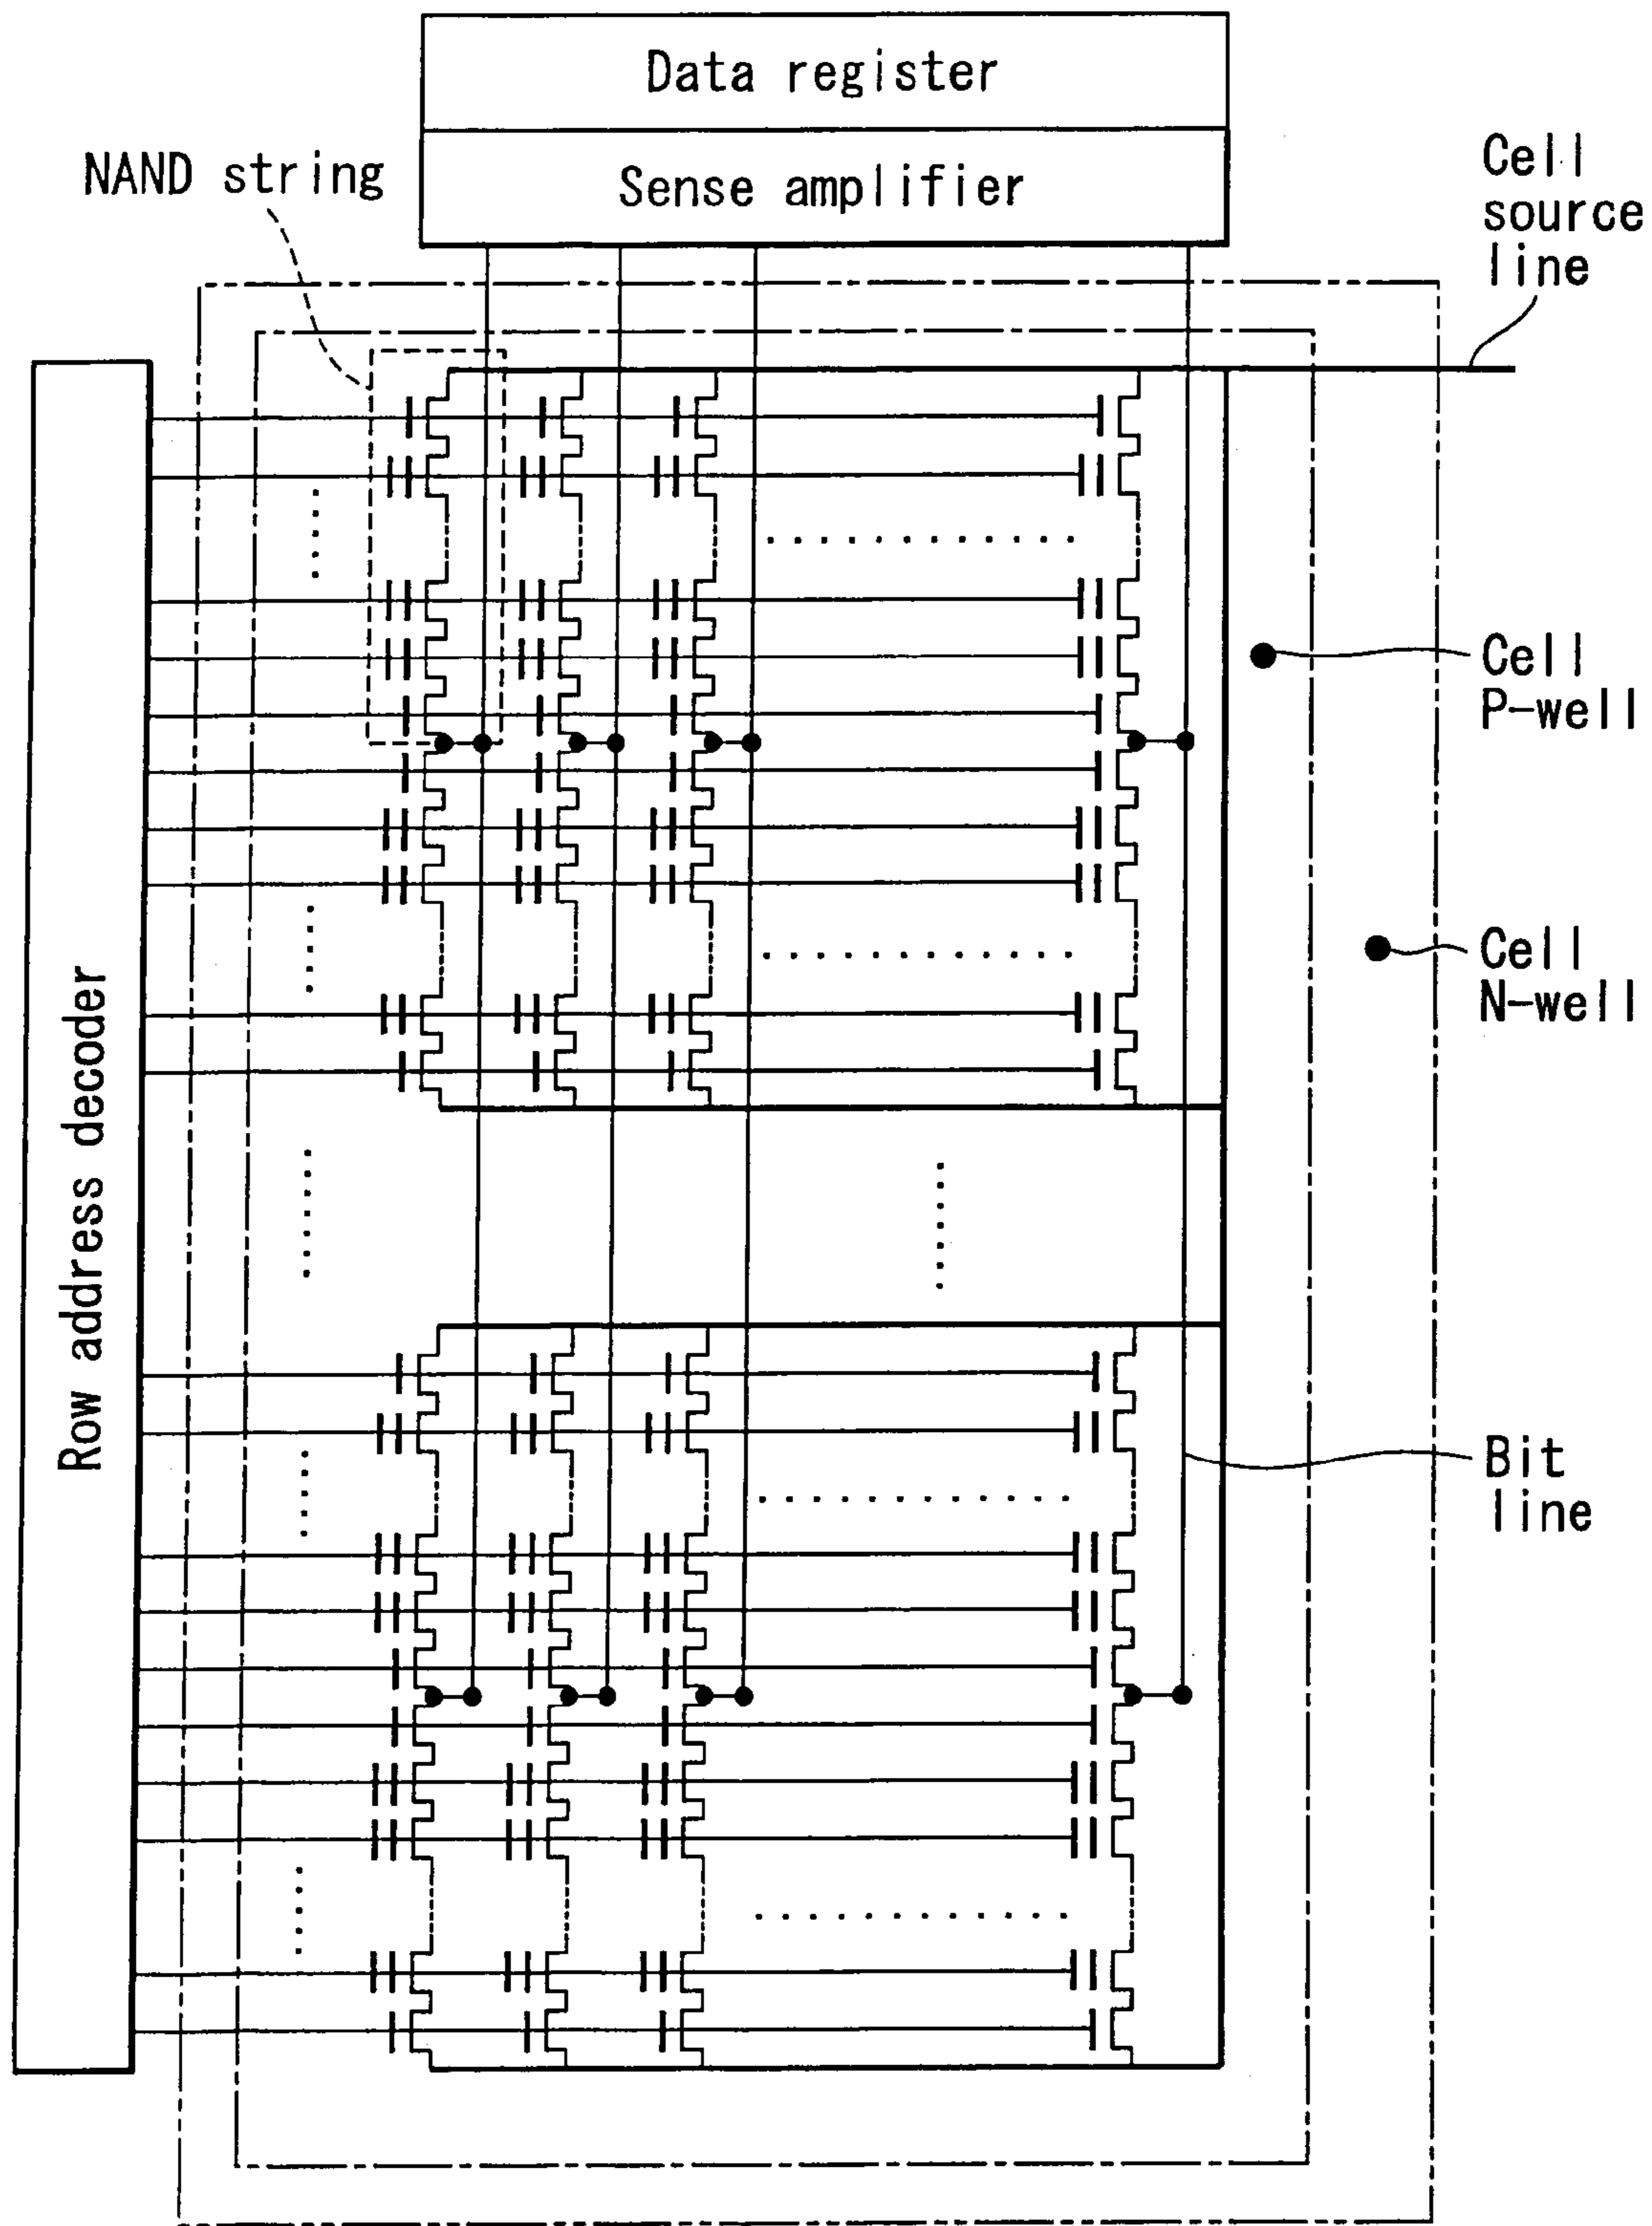 Data register
Sense amplifier
NAND string
Cell
source
line
Cell
P-well
Cell
N-well
Row address decoder
Bit
line